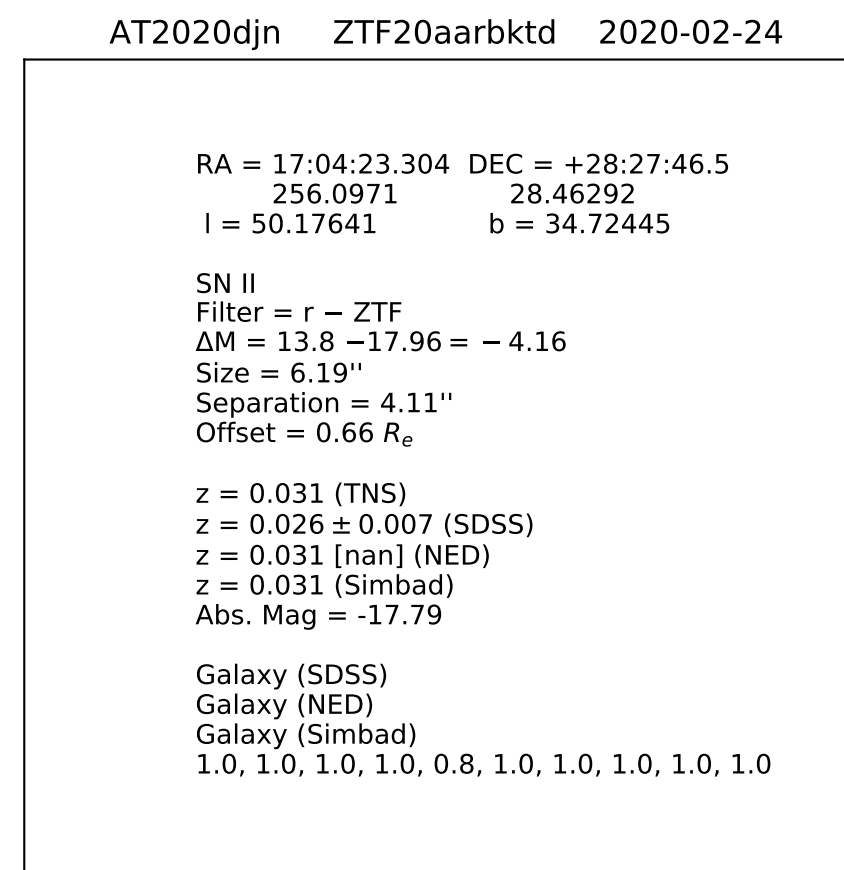 AT2020djn ZTF20aarbktd 2020-02-24
RA = 17:04:23.304 DEC = +28:27:46.5
256.0971 28.46292
l = 50.17641 b = 34.72445
SN II
Filter = r − ZTF
ΔM = 13.8 −17.96 = − 4.16
Size = 6.19''
Separation = 4.11''
Offset = 0.66 Re
z = 0.031 (TNS)
z = 0.026 ± 0.007 (SDSS)
z = 0.031 [nan] (NED)
z = 0.031 (Simbad)
Abs. Mag = -17.79
Galaxy (SDSS)
Galaxy (NED)
Galaxy (Simbad)
1.0, 1.0, 1.0, 1.0, 0.8, 1.0, 1.0, 1.0, 1.0, 1.0